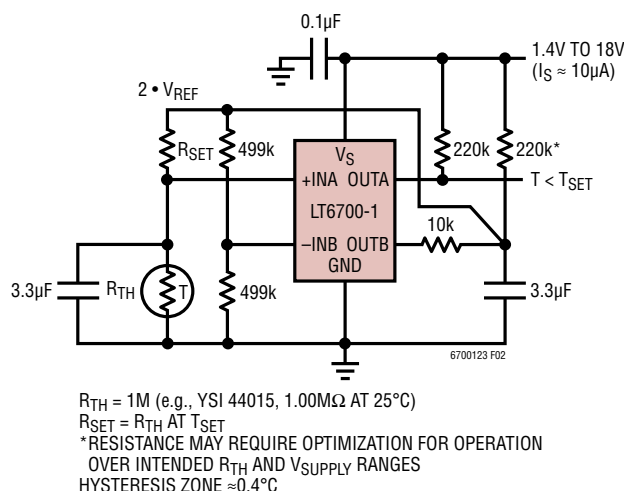 0.1µF
1.4V TO 18V
(IS ≈ 10µA)
2 • VREF
RSET
499k
VS
220k
220k*
+INA OUTA
T < TSET
LT6700-1
10k
–INB OUTB
GND
3.3µF
RTH
T
499k
3.3µF
6700123 F02
RTH = 1M (e.g., YSI 44015, 1.00MΩ AT 25°C)
RSET = RTH AT TSET
*RESISTANCE MAY REQUIRE OPTIMIZATION FOR OPERATION
OVER INTENDED RTH AND VSUPPLY RANGES
HYSTERESIS ZONE ≈0.4°C